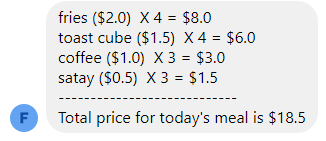 fries ($2.0)  X 4 = $8.0
toast cube ($1.5)  X 4 = $6.0
coffee ($1.0)  X 3 = $3.0
satay ($0.5)  X 3 = $1.5
----------------------------
Total price for today's meal is $18.5
F